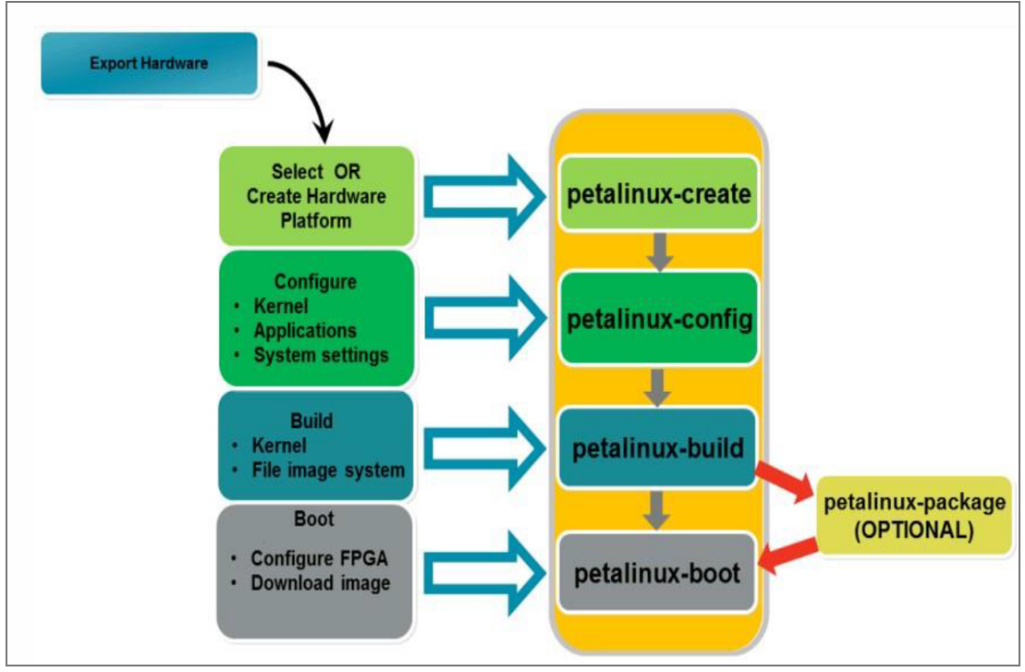 Export Hardware
Select OR
Create Hardware
Platform
petalinux-create
Configure
• Kernel
• Applications
• System settings
petalinux-config
Build
• Kernel
• File image system
petalinux-build
petalinux-package
(OPTIONAL)
Boot
• Configure FPGA
• Download image
petalinux-boot